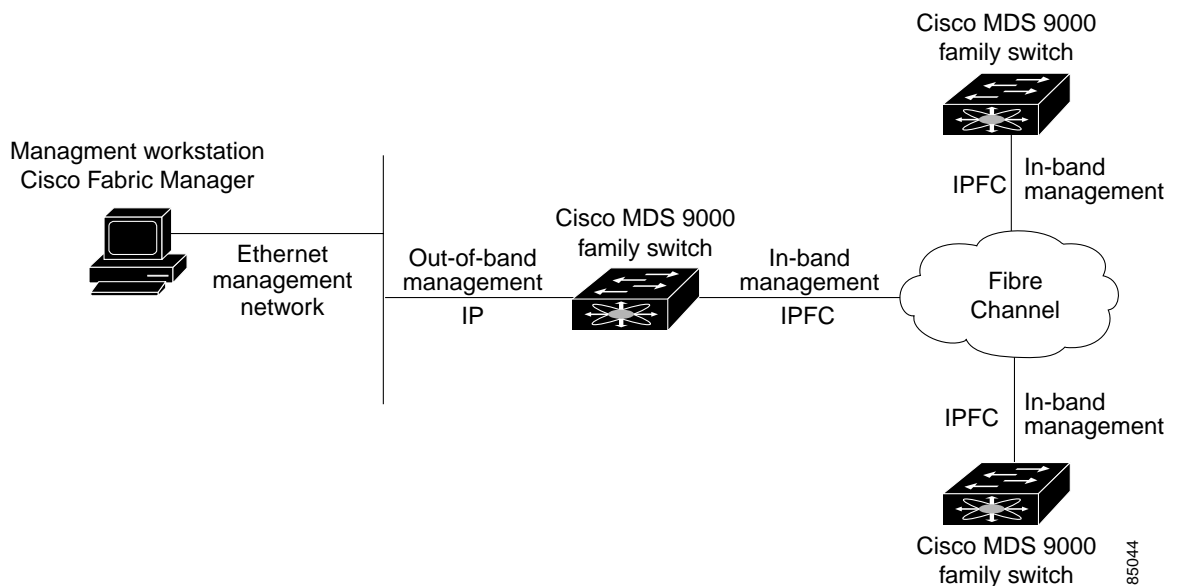 Cisco MDS 9000
family switch
Managment workstation
Cisco Fabric Manager
IPFC
In-band
management
Cisco MDS 9000
family switch
Ethernet
management
network
Out-of-band
management
IP
In-band
management
IPFC
Fibre
Channel
IPFC
In-band
management
Cisco MDS 9000
family switch
85044